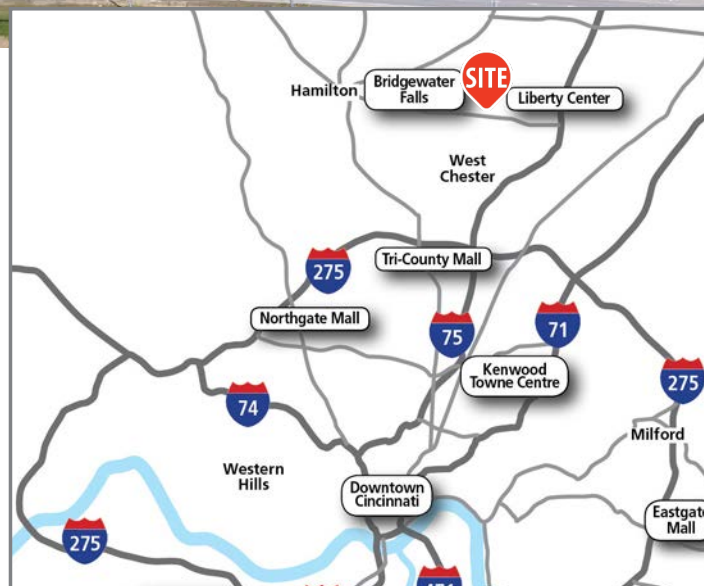 SITE
Hamilton
Bridgewater
Falls
Liberty Center
West
Chester
Tri-County Mall
275
Northgate Mall
75
71
Kenwood
Towne Centre
275
74
Milford
Western
Hills
Downtown
Cincinnati
Eastgate
Mall
275